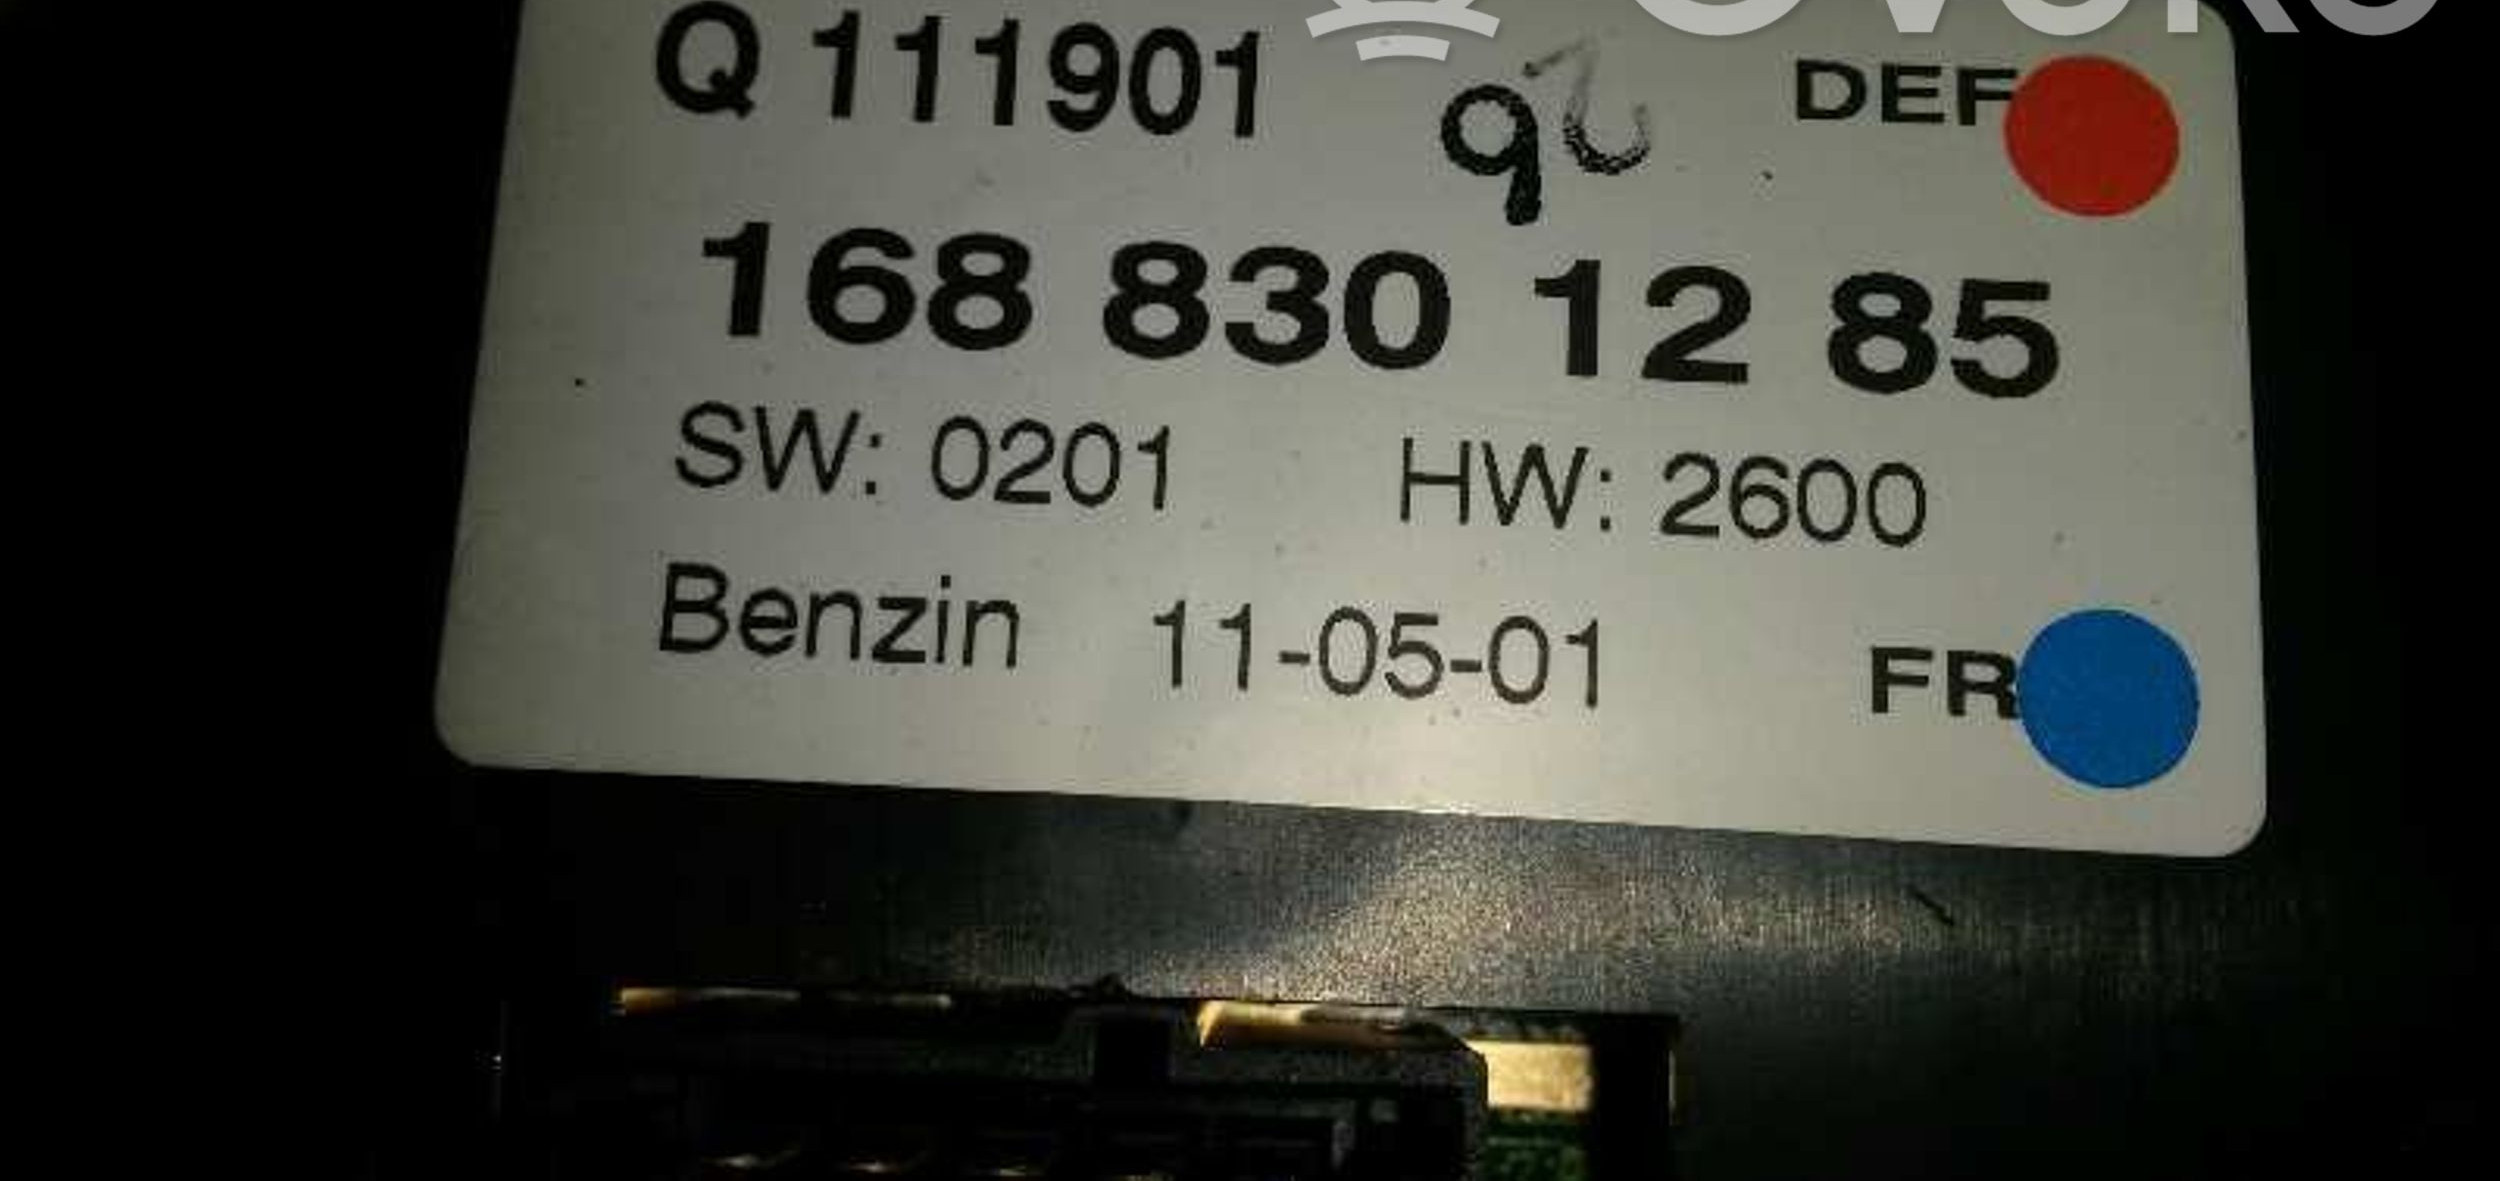 Q 111901 DEF
168 830 12 85
SW: 0201 HW: 2600
Benzin 11-05-01 FR